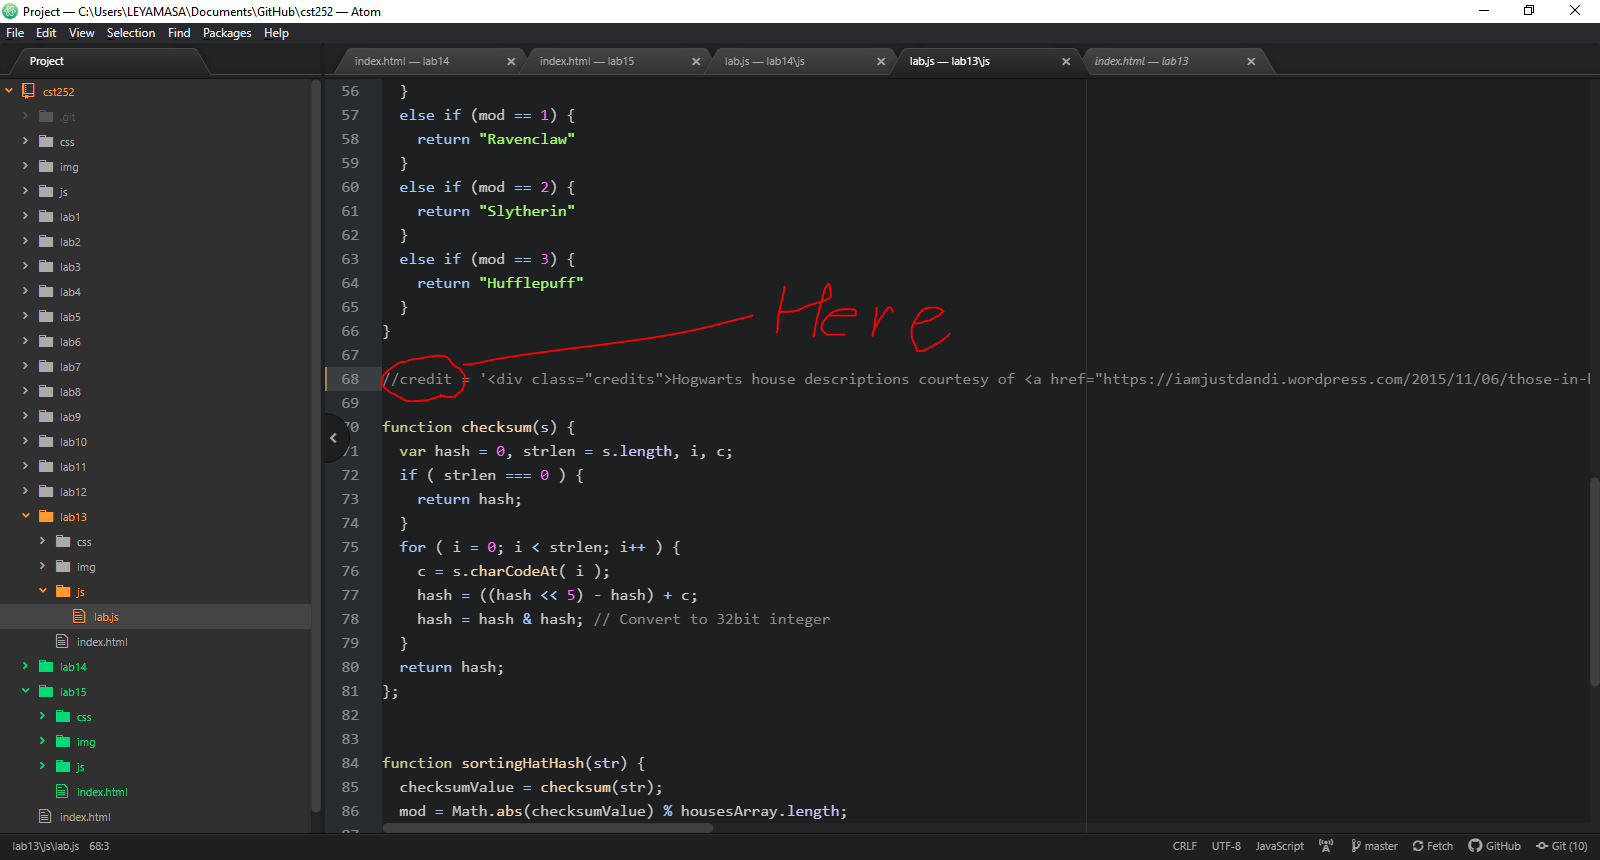 Project — C:\Users\LEYAMASA\Documents\GitHub\cst252 — Atom
File Edit View Selection Find Packages Help
Project
index.html — lab14
index.html — lab15
lab.js — lab14\js
lab.js — lab13\js
index.html — lab13
cst252
.git
css
img
js
lab1
lab2
lab3
lab4
lab5
lab6
lab7
lab8
lab9
lab10
lab11
lab12
lab13
css
img
js
lab.js
index.html
lab14
lab15
css
img
js
index.html
index.html
56 }
57 else if (mod == 1) {
58 return "Ravenclaw"
59 }
60 else if (mod == 2) {
61 return "Slytherin"
62 }
63 else if (mod == 3) {
64 return "Hufflepuff"
65 }
66 }
Here
67
68 //credit = '<div class="credits">Hogwarts house descriptions courtesy of <a href="https://iamjustdandi.wordpress.com/2015/11/06/those-in-
69
70 function checksum(s) {
71 var hash = 0, strlen = s.length, i, c;
72 if ( strlen === 0 ) {
73 return hash;
74 }
75 for ( i = 0; i < strlen; i++ ) {
76 c = s.charCodeAt( i );
77 hash = ((hash << 5) - hash) + c;
78 hash = hash & hash; // Convert to 32bit integer
79 }
80 return hash;
81 };
82
83
84 function sortingHatHash(str) {
85 checksumValue = checksum(str);
86 mod = Math.abs(checksumValue) % housesArray.length;
lab13\js\lab.js 68:3
CRLF UTF-8 JavaScript master Fetch GitHub Git (10)